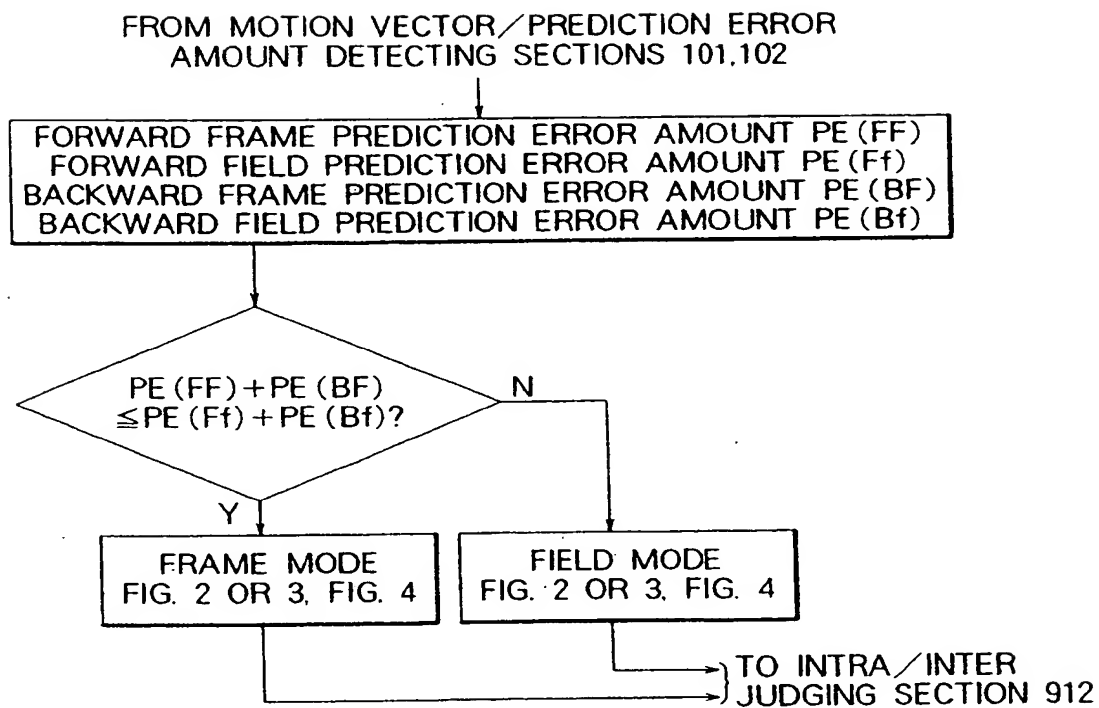 FROM MOTION VECTOR/PREDICTION ERROR
AMOUNT DETECTING SECTIONS 101,102
FORWARD FRAME PREDICTION ERROR AMOUNT PE(FF)
FORWARD FIELD PREDICTION ERROR AMOUNT PE(Ff)
BACKWARD FRAME PREDICTION ERROR AMOUNT PE(BF)
BACKWARD FIELD PREDICTION ERROR AMOUNT PE(Bf)
PE(FF)+PE(BF)
≦PE(Ff)+PE(Bf)?
N
Y
FRAME MODE
FIG. 2 OR 3, FIG. 4
FIELD MODE
FIG. 2 OR 3, FIG. 4
TO INTRA/INTER
JUDGING SECTION 912